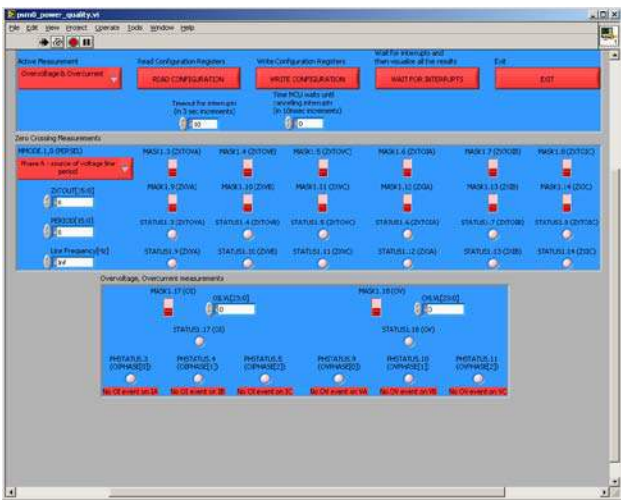 psm0_power_quality.vi
File Edit View Project Operate Tools Window Help
Active Measurement
Overvoltage & Overcurrent
Read Configuration Registers
READ CONFIGURATION
Write Configuration Registers
WRITE CONFIGURATION
Wait for interrupts and
then visualize all the results
WAIT FOR INTERRUPTS
Exit
EXIT
Timeout for interrupts
(in 3 sec increments)
10
Time MCU waits until
cancelling interrupts
(in 10msec increments)
0
Zero Crossing Measurements
MMODE.1,0 (PERSEL)
Phase A - source of voltage line
period
MASK1.3 (ZXTOVA) MASK1.4 (ZXTOVB) MASK1.5 (ZXTOVC) MASK1.6 (ZXTOIA) MASK1.7 (ZXTOIB) MASK1.8 (ZXTOIC)
ZXTOUT[15:0]
MASK1.9 (ZXVA) MASK1.10 (ZXVB) MASK1.11 (ZXVC) MASK1.12 (ZXIA) MASK1.13 (ZXIB) MASK1.14 (ZXIC)
PERIOD[15:0]
STATUS1.3 (ZXTOVA) STATUS1.4 (ZXTOVB) STATUS1.5 (ZXTOVC) STATUS1.6 (ZXTOIA) STATUS1.7 (ZXTOIB) STATUS1.8 (ZXTOIC)
Line Frequency[Hz]
Inf
STATUS1.9 (ZXVA) STATUS1.10 (ZXVB) STATUS1.11 (ZXVC) STATUS1.12 (ZXIA) STATUS1.13 (ZXIB) STATUS1.14 (ZXIC)
Overvoltage, Overcurrent measurements
MASK1.17 (OI)
OILVL[23:0]
0
MASK1.18 (OV)
OVLVL[23:0]
0
STATUS1.17 (OI)
STATUS1.18 (OV)
PHSTATUS.3 PHSTATUS.4 PHSTATUS.5 PHSTATUS.9 PHSTATUS.10 PHSTATUS.11
(OIPHASE[0]) (OIPHASE[1]) (OIPHASE[2]) (OVPHASE[0]) (OVPHASE[1]) (OVPHASE[2])
No OI event on IA No OI event on IB No OI event on IC No OV event on VA No OV event on VB No OV event on VC